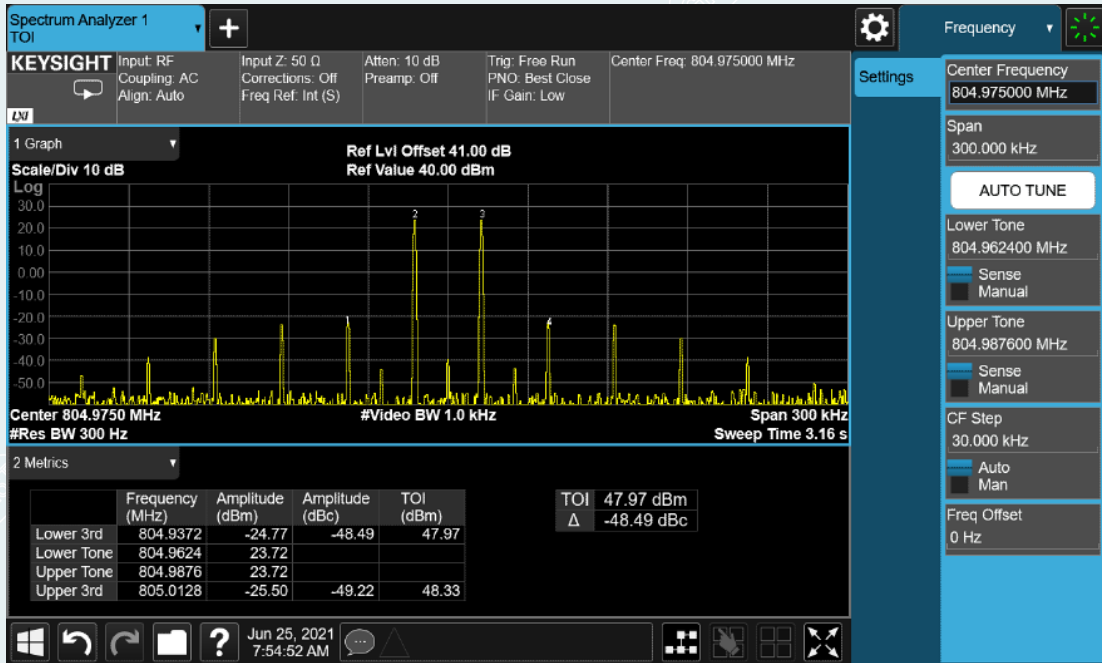 Spectrum Analyzer 1
TOI
+
Frequency
KEYSIGHT
LXI
Input: RF
Coupling: AC
Align: Auto
Input Z: 50 Ω
Corrections: Off
Freq Ref: Int (S)
Atten: 10 dB
Preamp: Off
Trig: Free Run
PNO: Best Close
IF Gain: Low
Center Freq: 804.975000 MHz
Settings
Center Frequency
804.975000 MHz
Span
300.000 kHz
AUTO TUNE
Lower Tone
804.962400 MHz
Sense
Manual
Upper Tone
804.987600 MHz
Sense
Manual
CF Step
30.000 kHz
Auto
Man
Freq Offset
0 Hz
1 Graph
Scale/Div 10 dB
Ref Lvl Offset 41.00 dB
Ref Value 40.00 dBm
Log
30.0
20.0
10.0
0.00
-10.0
-20.0
-30.0
-40.0
-50.0
1
2
3
4
Center 804.9750 MHz
#Video BW 1.0 kHz
Span 300 kHz
#Res BW 300 Hz
Sweep Time 3.16 s
2 Metrics
Frequency (MHz) Amplitude (dBm) Amplitude (dBc) TOI (dBm)
Lower 3rd 804.9372 -24.77 -48.49 47.97
Lower Tone 804.9624 23.72
Upper Tone 804.9876 23.72
Upper 3rd 805.0128 -25.50 -49.22 48.33
TOI 47.97 dBm
Δ -48.49 dBc
?
Jun 25, 2021
7:54:52 AM